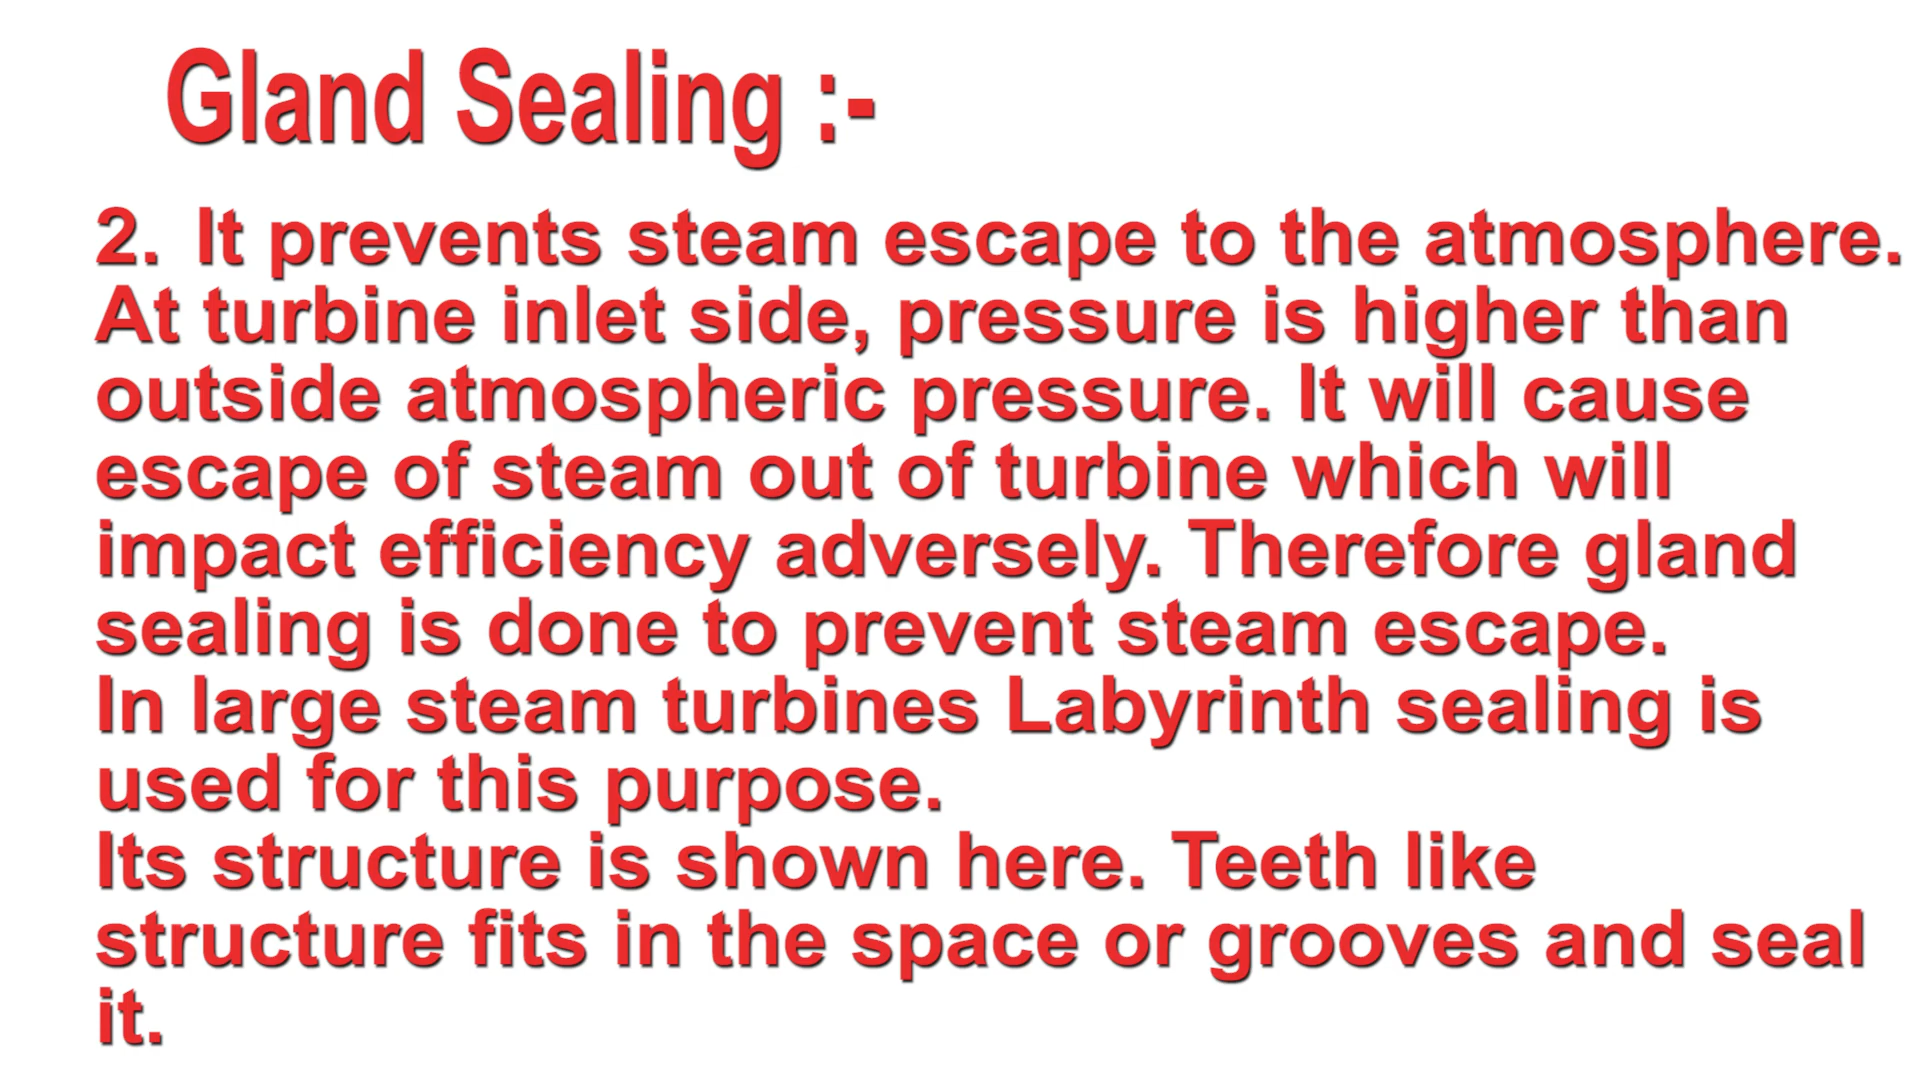 Gland Sealing :-
2. It prevents steam escape to the atmosphere.
At turbine inlet side, pressure is higher than
outside atmospheric pressure. It will cause
escape of steam out of turbine which will
impact efficiency adversely. Therefore gland
sealing is done to prevent steam escape.
In large steam turbines Labyrinth sealing is
used for this purpose.
Its structure is shown here. Teeth like
structure fits in the space or grooves and seal
it.